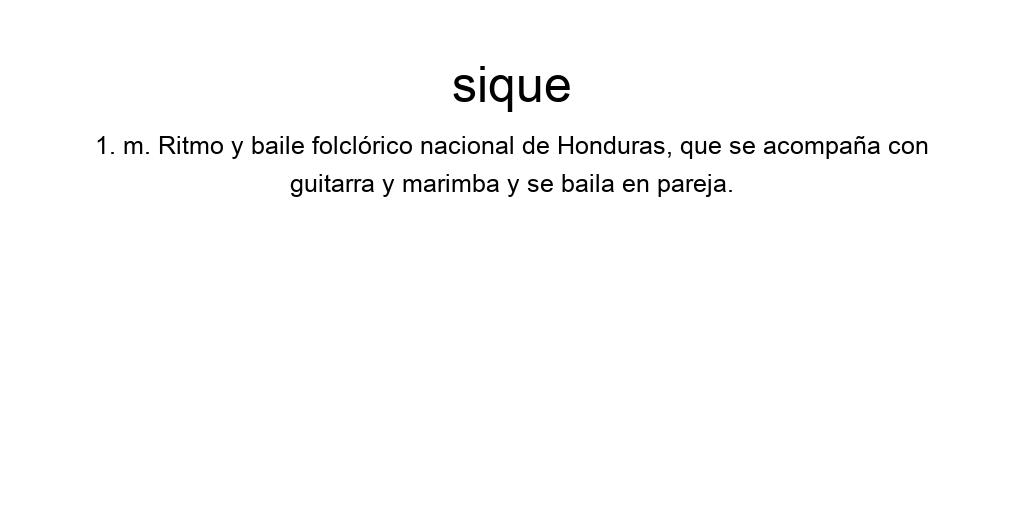 sique
1. m. Ritmo y baile folclórico nacional de Honduras, que se acompaña con
guitarra y marimba y se baila en pareja.